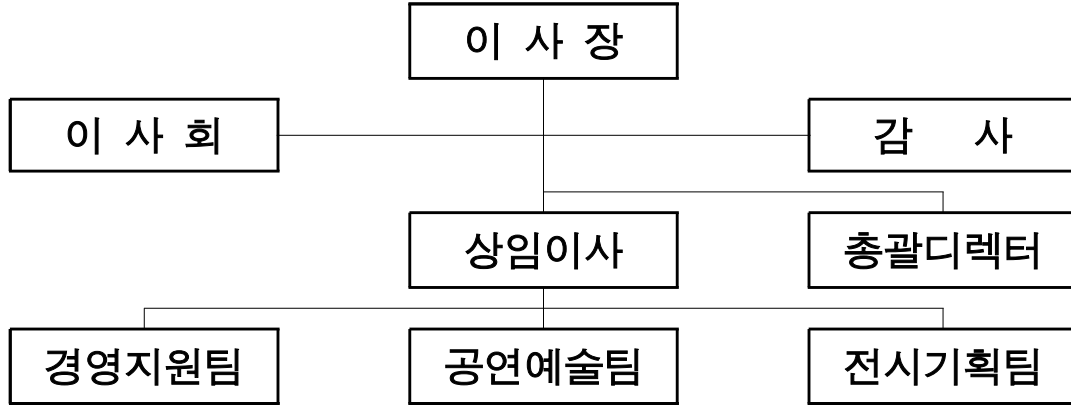 이 사 장
이 사 회
감 사
상임이사
총괄디렉터
경영지원팀
공연예술팀
전시기획팀